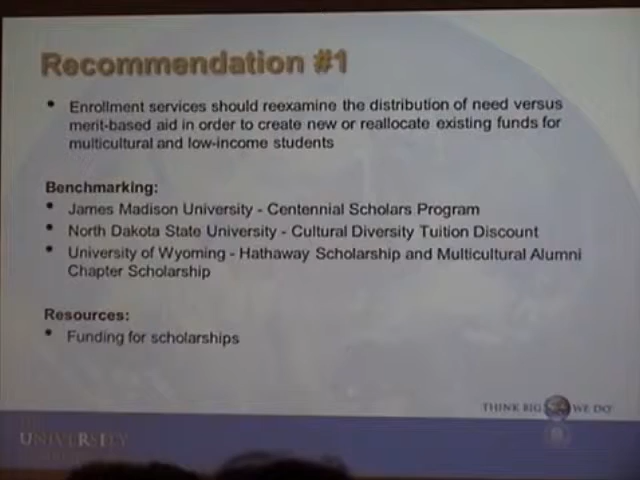 Recommendation #1
• Enrollment services should reexamine the distribution of need versus
merit-based aid in order to create new or reallocate existing funds for
multicultural and low-income students
Benchmarking:
• James Madison University - Centennial Scholars Program
• North Dakota State University - Cultural Diversity Tuition Discount
• University of Wyoming - Hathaway Scholarship and Multicultural Alumni
Chapter Scholarship
Resources:
• Funding for scholarships
THINK BIG WE DO
UNIVERSITY